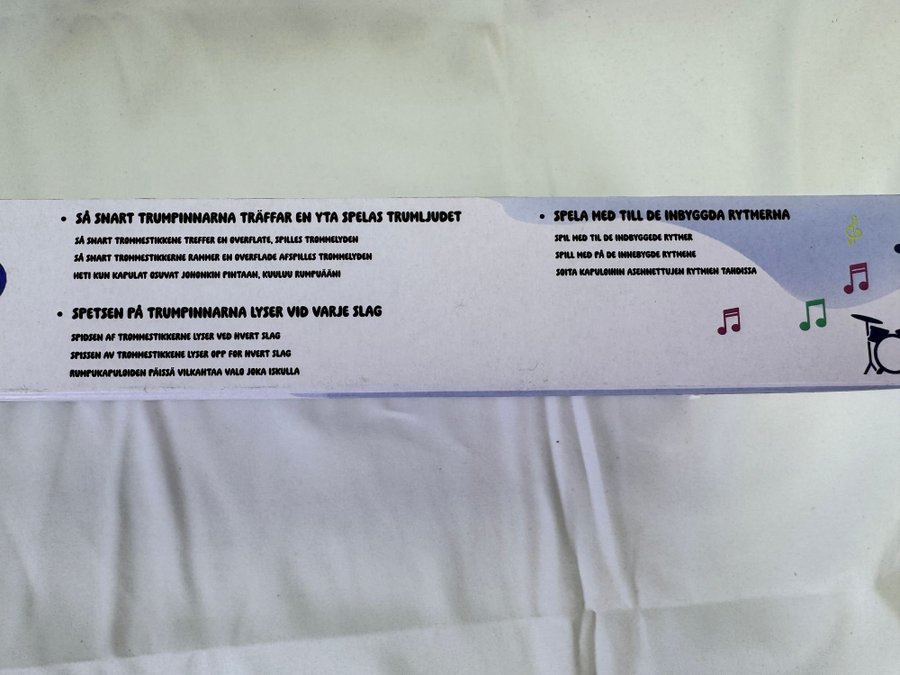 • SÅ SNART TRUMPINNARNA TRÄFFAR EN YTA SPELAS TRUMLJUDET
SÅ SNART TROMMESTIKKENE TREFFER EN OVERFLATE, SPILLES TROMMELYDEN
SÅ SNART TROMMESTIKKERNE RAMMER EN OVERFLADE AFSPILLES TROMMELYDEN
HETI KUN KAPULAT OSUVAT JOHONKIN PINTAAN, KUULUU RUMPUÄÄNI
• SPETSEN PÅ TRUMPINNARNA LYSER VID VARJE SLAG
SPIDSEN AF TROMMESTIKKERNE LYSER VED HVERT SLAG
SPISSEN AV TROMMESTIKKENE LYSER OPP FOR HVERT SLAG
RUMPUKAPULOIDEN PÄISSÄ VILKAHTAA VALO JOKA ISKULLA
• SPELA MED TILL DE INBYGGDA RYTMERNA
SPIL MED TIL DE INDBYGGEDE RYTMER
SPILL MED PÅ DE INNEBYGDE RYTMENE
SOITA KAPULOIHIN ASENNETTUJEN RYTMIEN TAHDISSA